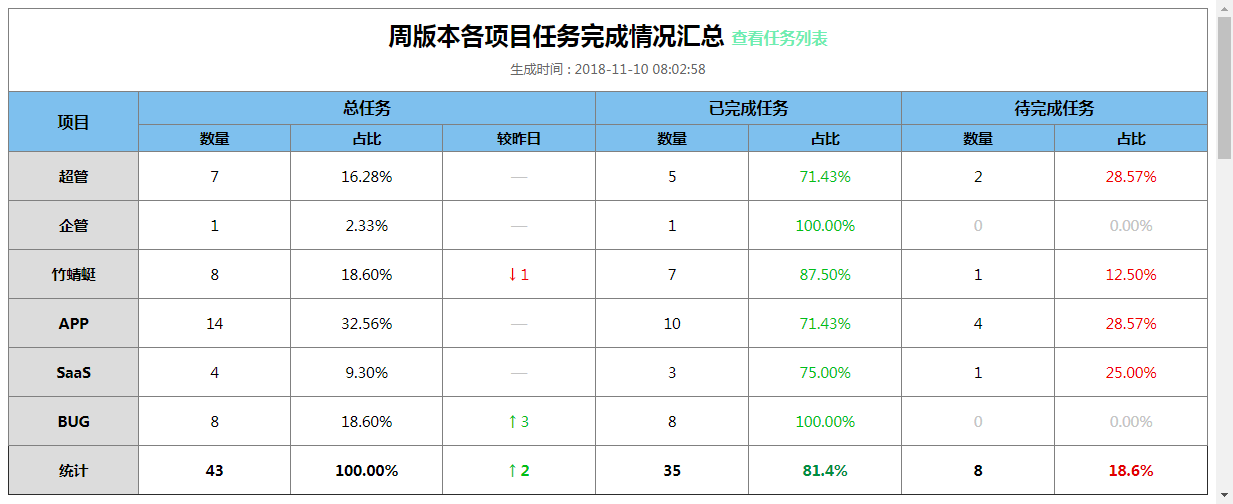 周版本各项目任务完成情况汇总 查看任务列表
生成时间 : 2018-11-10 08:02:58
项目 总任务 已完成任务 待完成任务
数量 占比 较昨日 数量 占比 数量 占比
超管 7 16.28% — 5 71.43% 2 28.57%
企管 1 2.33% — 1 100.00% 0 0.00%
竹蜻蜓 8 18.60% ↓1 7 87.50% 1 12.50%
APP 14 32.56% — 10 71.43% 4 28.57%
SaaS 4 9.30% — 3 75.00% 1 25.00%
BUG 8 18.60% ↑3 8 100.00% 0 0.00%
统计 43 100.00% ↑2 35 81.4% 8 18.6%